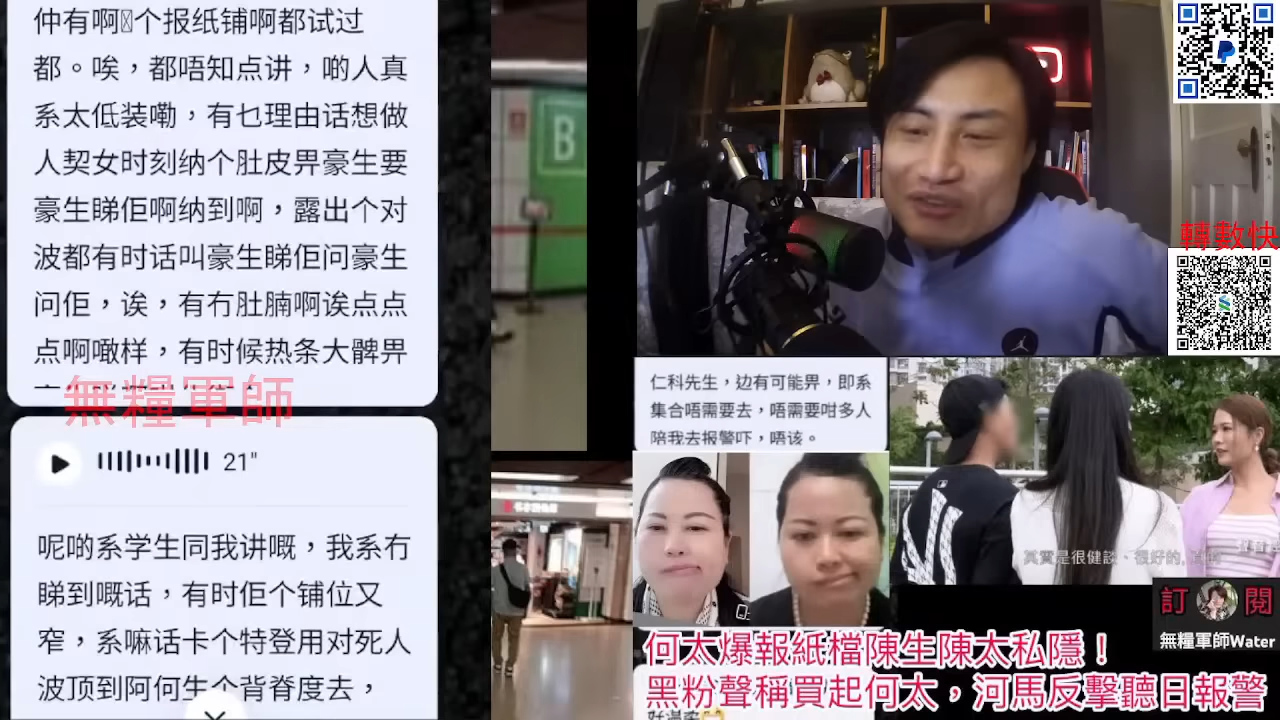 仲有啊个报纸铺啊都试过
都。唉，都唔知点讲，啲人真
系太低装嘞，有乜理由话想做
人契女时刻纳个肚皮畀豪生要
豪生睇佢啊纳到啊，露出个对
波都有时话叫豪生睇佢问豪生
问佢，诶，有冇肚腩啊诶点点
点啊噉样，有时候热条大髀畀
無糧軍師
21"
呢啲系学生同我讲嘅，我系冇
睇到嘅话，有时佢个铺位又
窄，系嘛话卡个特登用对死人
波顶到阿何生个背脊度去，
B
PayPal
轉數快
仁科先生，边有可能畀，即系
集合唔需要去，唔需要咁多人
陪我去报警吓，唔该。
其實是很健談、很好的,
訂
閱
無糧軍師Water
何太爆報紙檔陳生陳太私隱！
黑粉聲稱買起何太，河馬反擊聽日報警